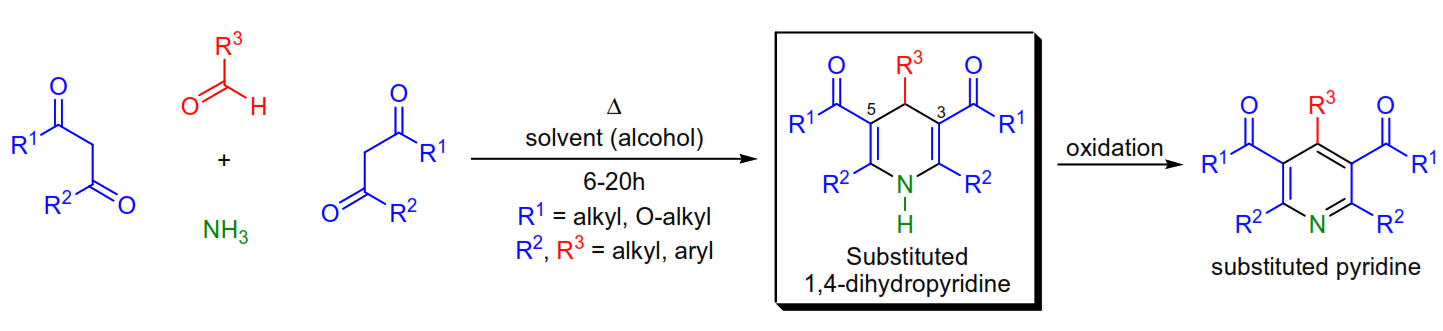 O
R¹
R²
O
R³
O
H
+
NH₃
O
R¹
O
R²
Δ
solvent (alcohol)
6-20h
R¹ = alkyl, O-alkyl
R², R³ = alkyl, aryl
O
R³
O
R¹
5
3
R¹
R²
N
R²
H
Substituted
1,4-dihydropyridine
oxidation
O
R³
O
R¹
R¹
R²
N
R²
substituted pyridine